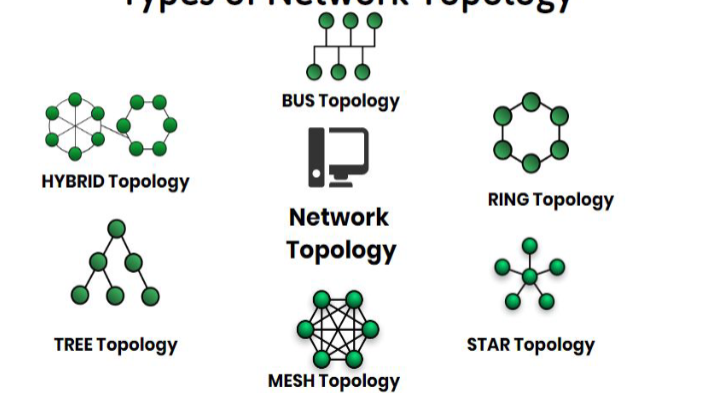 Types of Network Topology
BUS Topology
HYBRID Topology
RING Topology
Network
Topology
TREE Topology
STAR Topology
MESH Topology